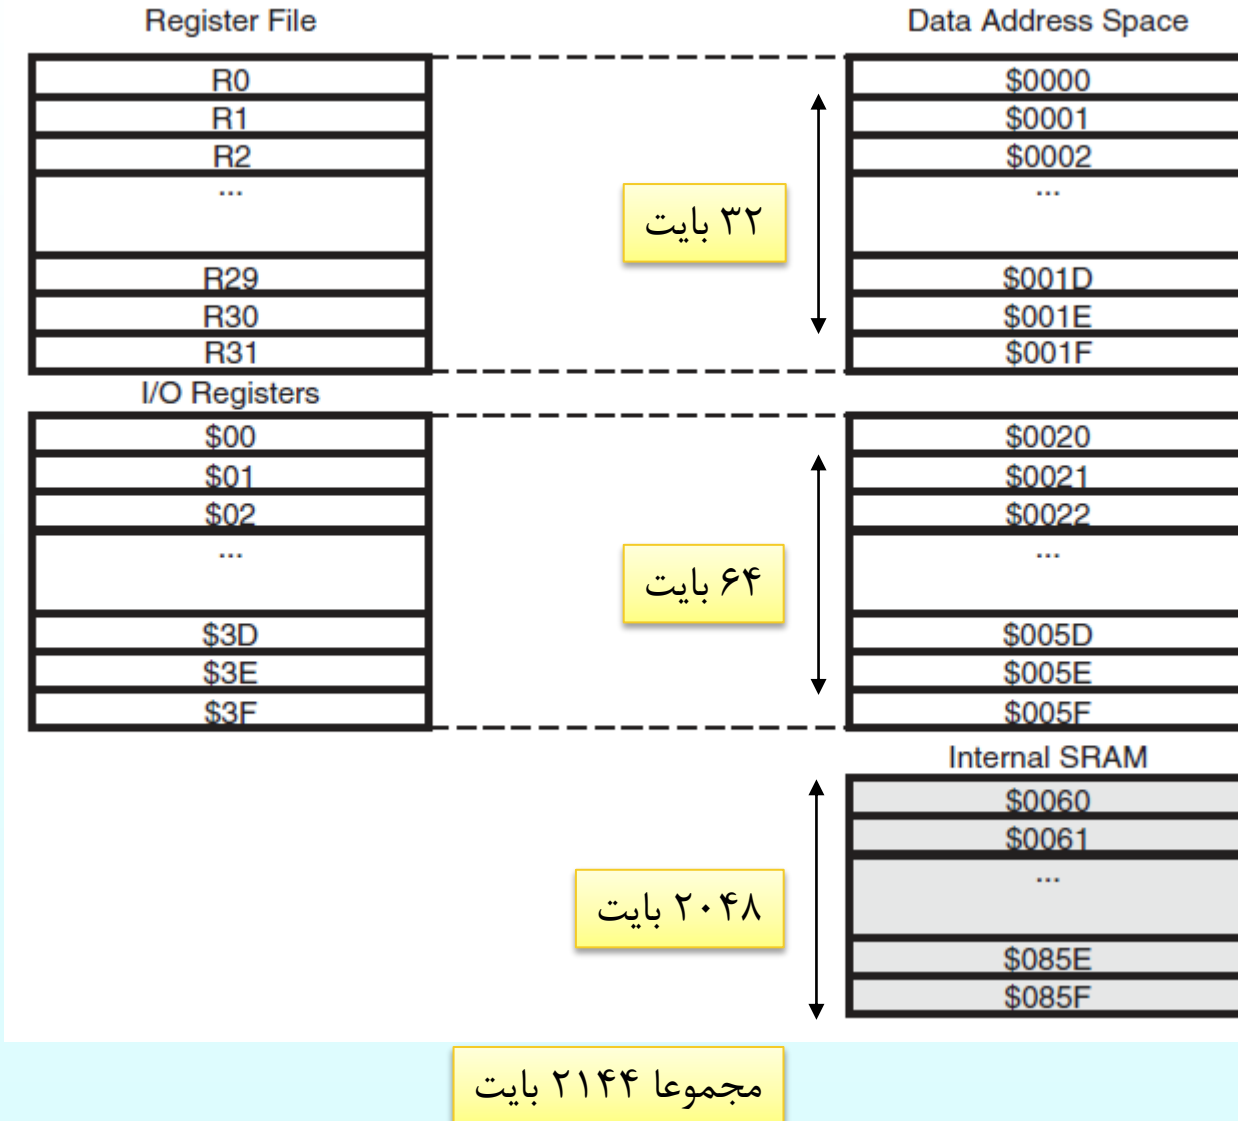 Register File
Data Address Space
R0
$0000
R1
$0001
R2
$0002
...
...
۳۲ بایت
R29
$001D
R30
$001E
R31
$001F
I/O Registers
$00
$0020
$01
$0021
$02
$0022
...
...
۶۴ بایت
$3D
$005D
$3E
$005E
$3F
$005F
Internal SRAM
$0060
$0061
...
۲۰۴۸ بایت
$085E
$085F
مجموعا ۲۱۴۴ بایت